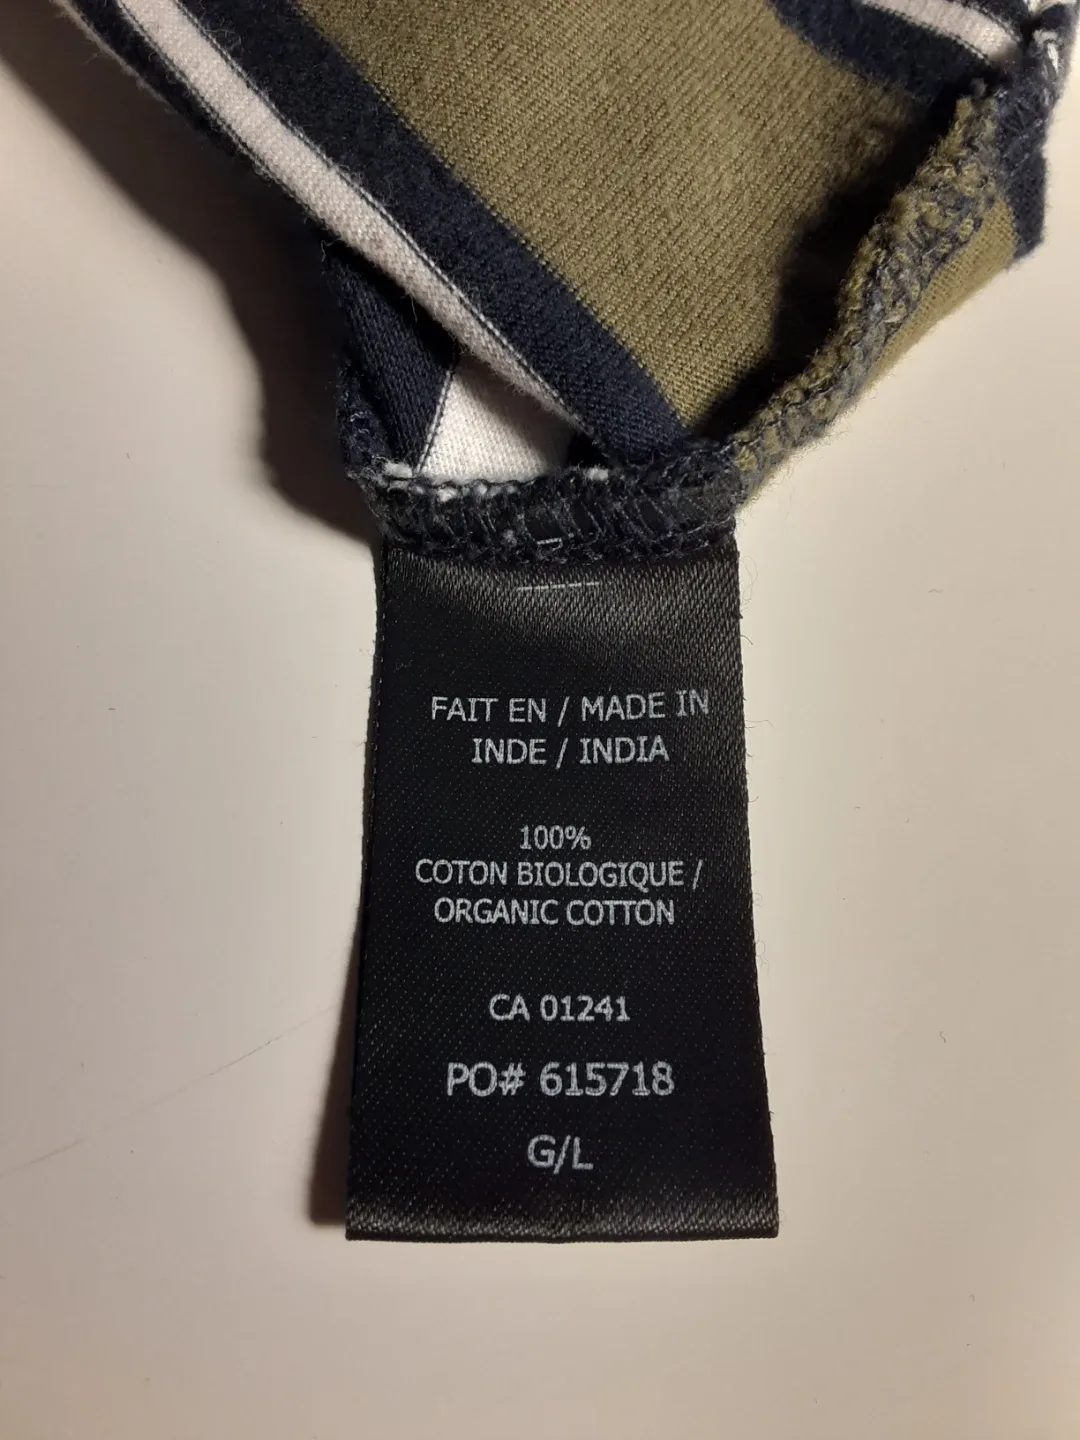 FAIT EN / MADE IN
INDE / INDIA
100%
COTON BIOLOGIQUE /
ORGANIC COTTON
CA 01241
PO# 615718
G/L